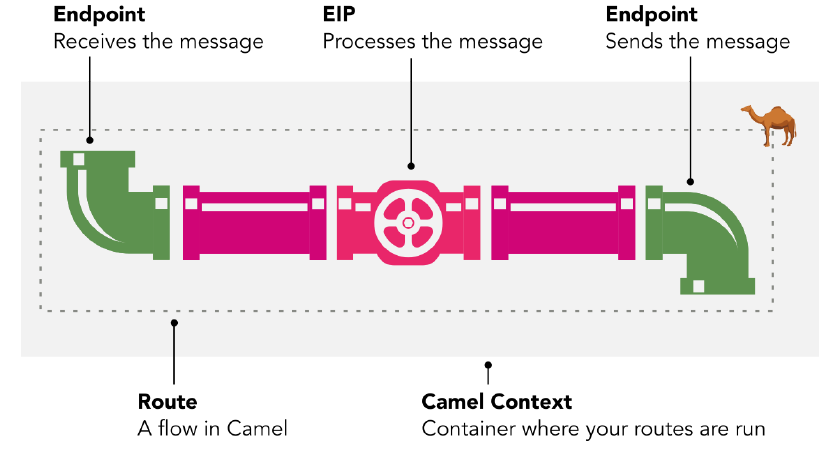 Endpoint
Receives the message
EIP
Processes the message
Endpoint
Sends the message
Route
A flow in Camel
Camel Context
Container where your routes are run